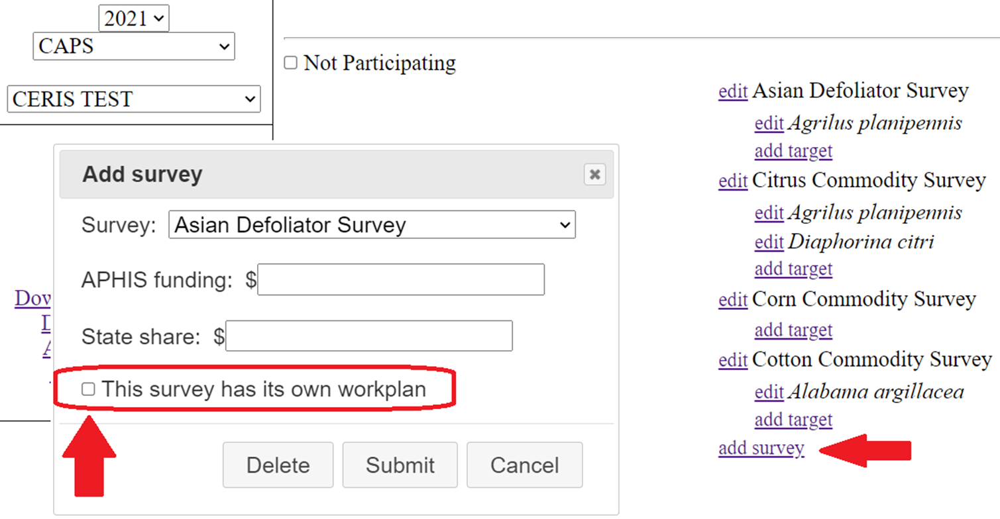 2021
CAPS
CERIS TEST
Not Participating
Add survey
Survey: Asian Defoliator Survey
APHIS funding: $
State share: $
This survey has its own workplan
Delete Submit Cancel
edit Asian Defoliator Survey
edit Agrilus planipennis
add target
edit Citrus Commodity Survey
edit Agrilus planipennis
edit Diaphorina citri
add target
edit Corn Commodity Survey
add target
edit Cotton Commodity Survey
edit Alabama argillacea
add target
add survey